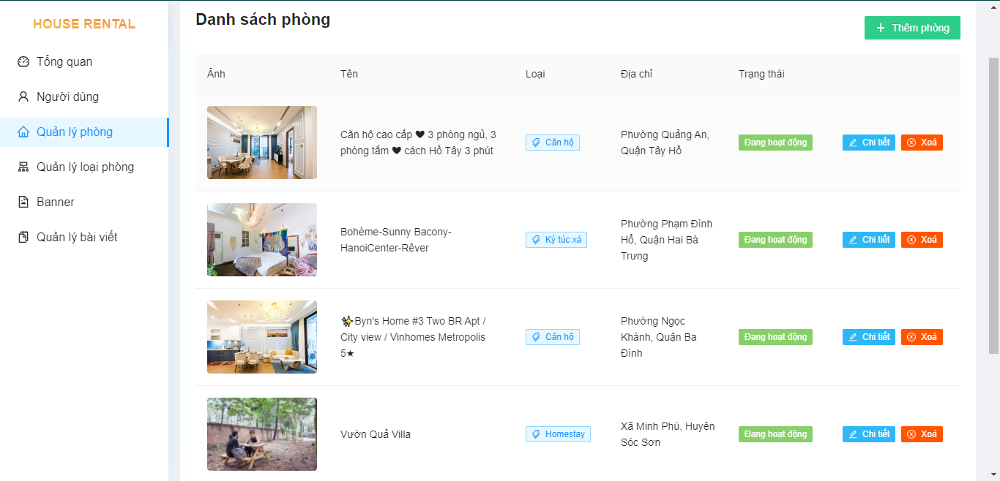 HOUSE RENTAL
Tổng quan
Người dùng
Quản lý phòng
Quản lý loại phòng
Banner
Quản lý bài viết
Danh sách phòng
+ Thêm phòng
Ảnh Tên Loại Địa chỉ Trạng thái
Căn hộ cao cấp ♥ 3 phòng ngủ, 3
phòng tắm ♥ cách Hồ Tây 3 phút
Căn hộ
Phường Quảng An,
Quận Tây Hồ
Đang hoạt động
Chi tiết
Xoá
Bohème-Sunny Bacony-
HanoiCenter-Rêver
Ký túc xá
Phường Phạm Đình
Hổ, Quận Hai Bà
Trưng
Đang hoạt động
Chi tiết
Xoá
✨Byn's Home #3 Two BR Apt /
City view / Vinhomes Metropolis
5★
Căn hộ
Phường Ngọc
Khánh, Quận Ba
Đình
Đang hoạt động
Chi tiết
Xoá
Vườn Quả Villa
Homestay
Xã Minh Phú, Huyện
Sóc Sơn
Đang hoạt động
Chi tiết
Xoá